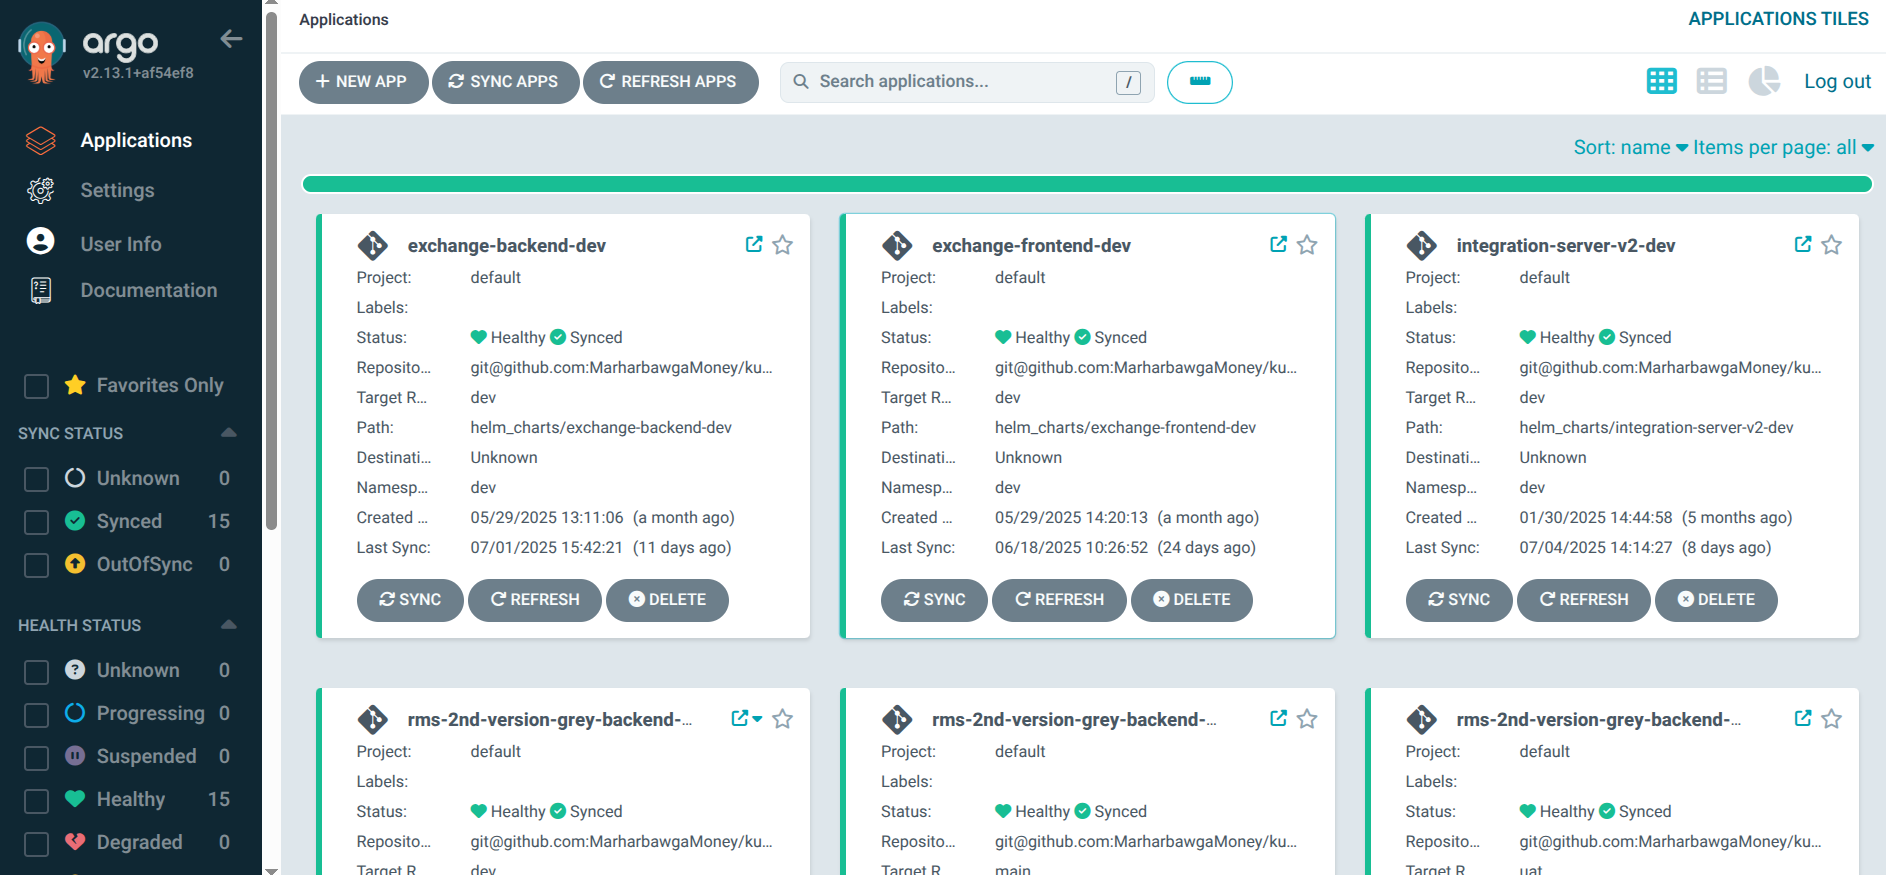 argo
v2.13.1+af54ef8
Applications
Settings
User Info
Documentation
Favorites Only
SYNC STATUS
Unknown 0
Synced 15
OutOfSync 0
HEALTH STATUS
Unknown 0
Progressing 0
Suspended 0
Healthy 15
Degraded 0
Applications
APPLICATIONS TILES
+ NEW APP
SYNC APPS
REFRESH APPS
Search applications...
/
Log out
Sort: name
Items per page: all
exchange-backend-dev
Project: default
Labels:
Status: Healthy Synced
Reposito... git@github.com:MarharbawgaMoney/ku...
Target R... dev
Path: helm_charts/exchange-backend-dev
Destinati... Unknown
Namesp... dev
Created ... 05/29/2025 13:11:06 (a month ago)
Last Sync: 07/01/2025 15:42:21 (11 days ago)
SYNC REFRESH DELETE
exchange-frontend-dev
Project: default
Labels:
Status: Healthy Synced
Reposito... git@github.com:MarharbawgaMoney/ku...
Target R... dev
Path: helm_charts/exchange-frontend-dev
Destinati... Unknown
Namesp... dev
Created ... 05/29/2025 14:20:13 (a month ago)
Last Sync: 06/18/2025 10:26:52 (24 days ago)
SYNC REFRESH DELETE
integration-server-v2-dev
Project: default
Labels:
Status: Healthy Synced
Reposito... git@github.com:MarharbawgaMoney/ku...
Target R... dev
Path: helm_charts/integration-server-v2-dev
Destinati... Unknown
Namesp... dev
Created ... 01/30/2025 14:44:58 (5 months ago)
Last Sync: 07/04/2025 14:14:27 (8 days ago)
SYNC REFRESH DELETE
rms-2nd-version-grey-backend-...
Project: default
Labels:
Status: Healthy Synced
Reposito... git@github.com:MarharbawgaMoney/ku...
Target R... dev
rms-2nd-version-grey-backend-...
Project: default
Labels:
Status: Healthy Synced
Reposito... git@github.com:MarharbawgaMoney/ku...
Target R... main
rms-2nd-version-grey-backend-...
Project: default
Labels:
Status: Healthy Synced
Reposito... git@github.com:MarharbawgaMoney/ku...
Target R... uat